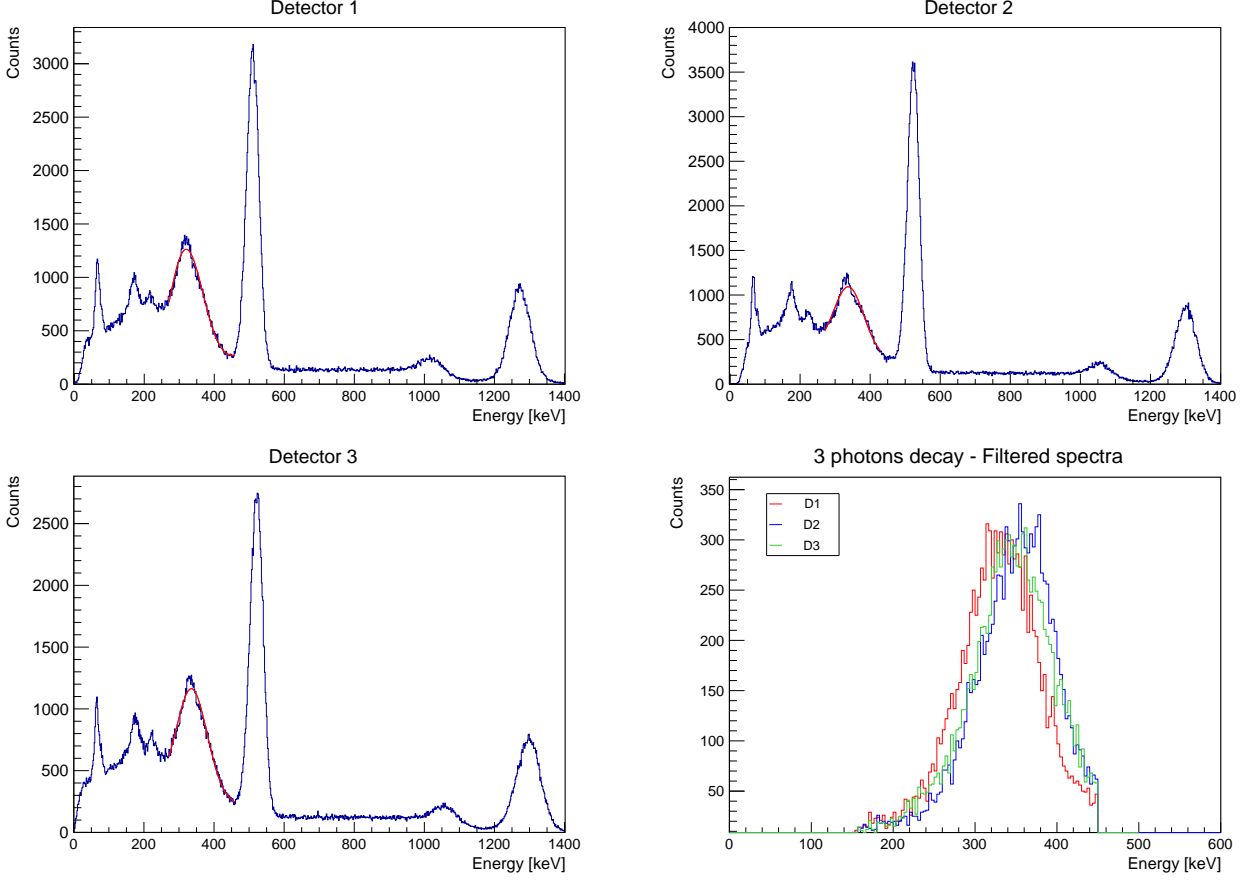 Detector 1
Counts
3000
2500
2000
1500
1000
500
0
0 200 400 600 800 1000 1200 1400
Energy [keV]
Detector 2
Counts
4000
3500
3000
2500
2000
1500
1000
500
0
0 200 400 600 800 1000 1200 1400
Energy [keV]
Detector 3
Counts
2500
2000
1500
1000
500
0
0 200 400 600 800 1000 1200 1400
Energy [keV]
3 photons decay - Filtered spectra
Counts
350
300
250
200
150
100
50
D1
D2
D3
0 100 200 300 400 500 600
Energy [keV]